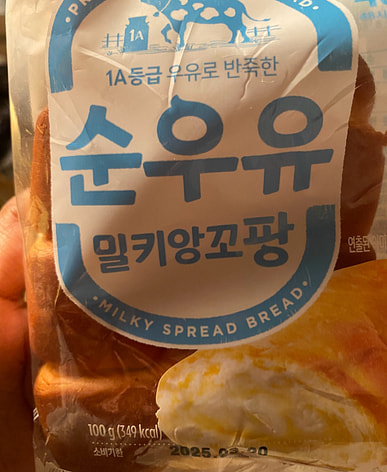 1A
1A등급 우유로 반죽한
순우유
밀키앙꼬팡
MILKY SPREAD BREAD
100 g (349 kcal)
소비기한